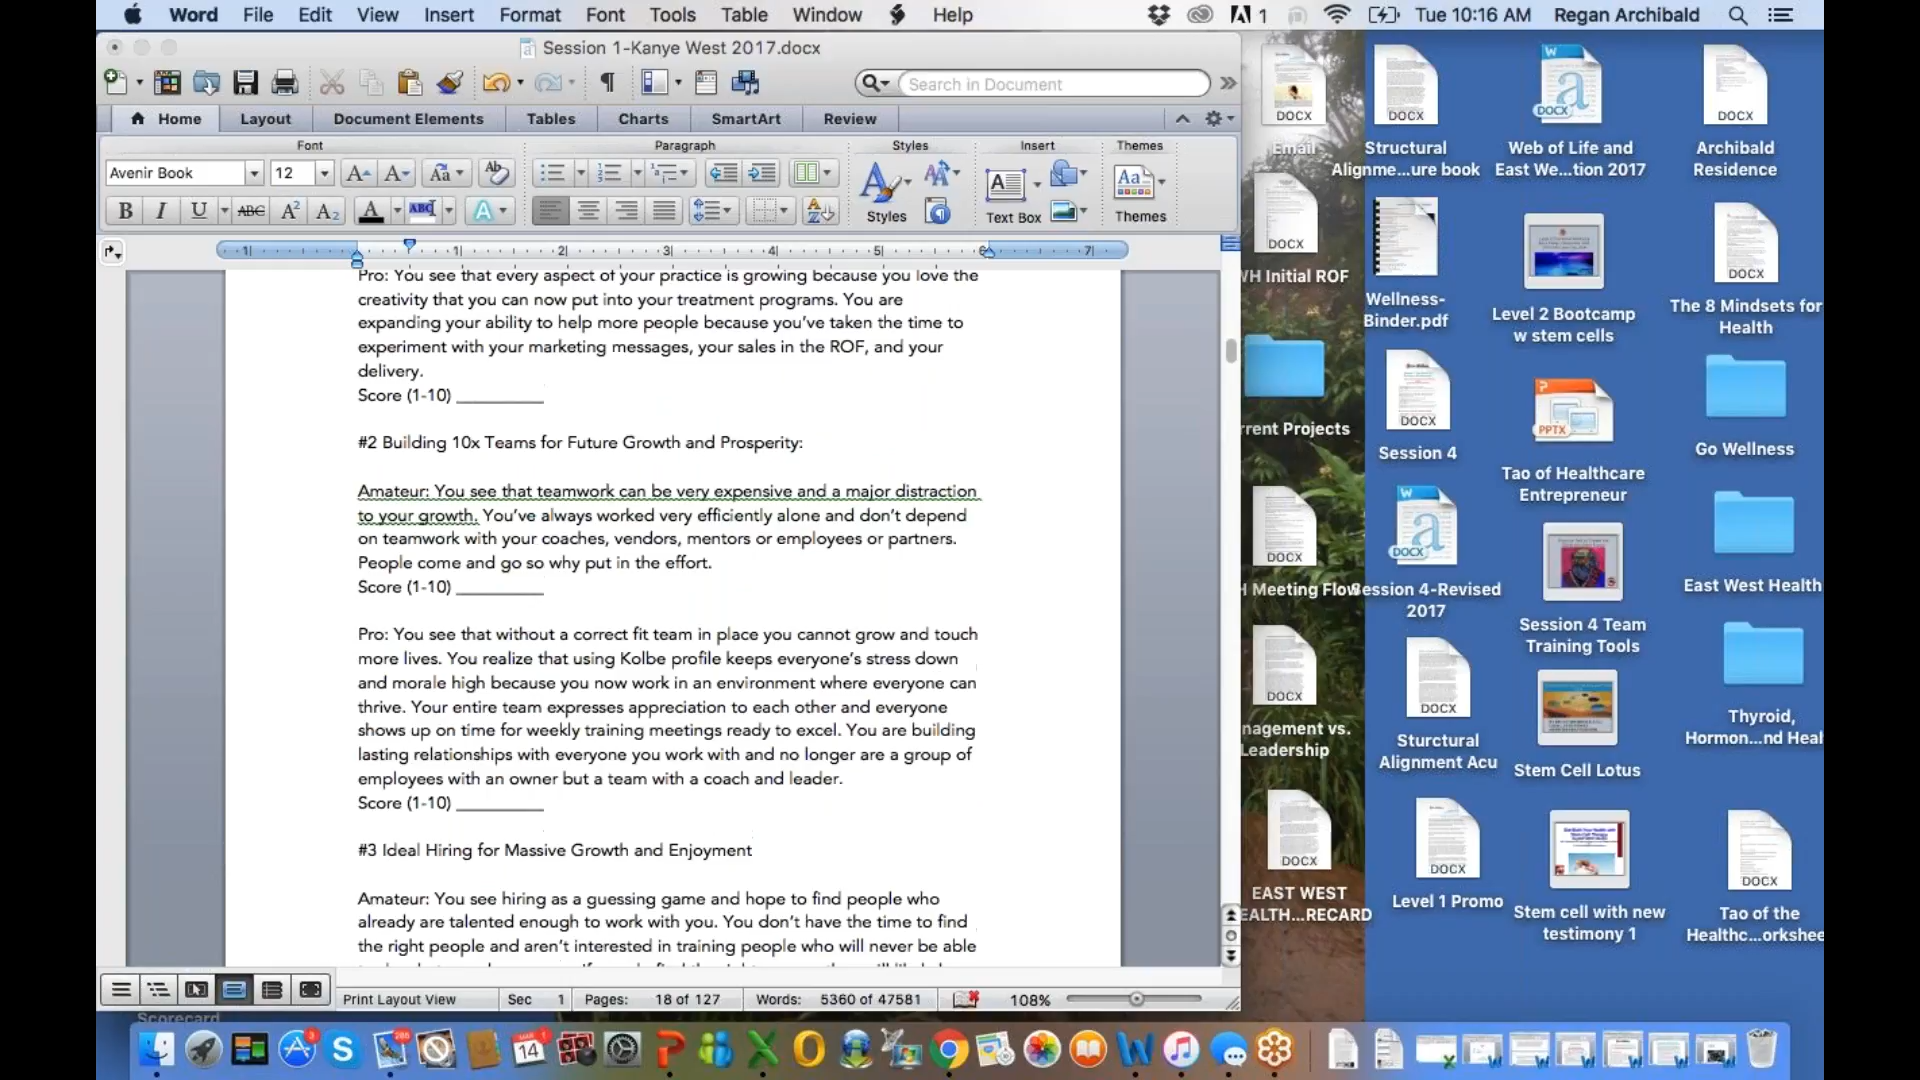 Word File Edit View Insert Format Font Tools Table Window Help
1 Tue 10:16 AM Regan Archibald
Session 1-Kanye West 2017.docx
Search in Document
Home Layout Document Elements Tables Charts SmartArt Review
Font Paragraph Styles Insert Themes
Avenir Book 12
Styles Text Box Themes
Pro: You see that every aspect of your practice is growing because you love the
creativity that you can now put into your treatment programs. You are
expanding your ability to help more people because you've taken the time to
experiment with your marketing messages, your sales in the ROF, and your
delivery.
Score (1-10) __________
#2 Building 10x Teams for Future Growth and Prosperity:
Amateur: You see that teamwork can be very expensive and a major distraction
to your growth. You've always worked very efficiently alone and don't depend
on teamwork with your coaches, vendors, mentors or employees or partners.
People come and go so why put in the effort.
Score (1-10) __________
Pro: You see that without a correct fit team in place you cannot grow and touch
more lives. You realize that using Kolbe profile keeps everyone's stress down
and morale high because you now work in an environment where everyone can
thrive. Your entire team expresses appreciation to each other and everyone
shows up on time for weekly training meetings ready to excel. You are building
lasting relationships with everyone you work with and no longer are a group of
employees with an owner but a team with a coach and leader.
Score (1-10) __________
#3 Ideal Hiring for Massive Growth and Enjoyment
Amateur: You see hiring as a guessing game and hope to find people who
already are talented enough to work with you. You don't have the time to find
the right people and aren't interested in training people who will never be able
Print Layout View Sec 1 Pages: 18 of 127 Words: 5360 of 47581 108%
Scorecard
Email
WH Initial ROF
rrent Projects
H Meeting Flow
nagement vs.
Leadership
EAST WEST
EALTH...RECARD
Structural
Alignme...ure book
Wellness-
Binder.pdf
Session 4
Session 4-Revised
2017
Sturctural
Alignment Acu
Level 1 Promo
Web of Life and
East We...tion 2017
Level 2 Bootcamp
w stem cells
Tao of Healthcare
Entrepreneur
Session 4 Team
Training Tools
Stem Cell Lotus
Stem cell with new
testimony 1
Archibald
Residence
The 8 Mindsets for
Health
Go Wellness
East West Health
Thyroid,
Hormon...nd Heal
Tao of the
Healthc...orkshee